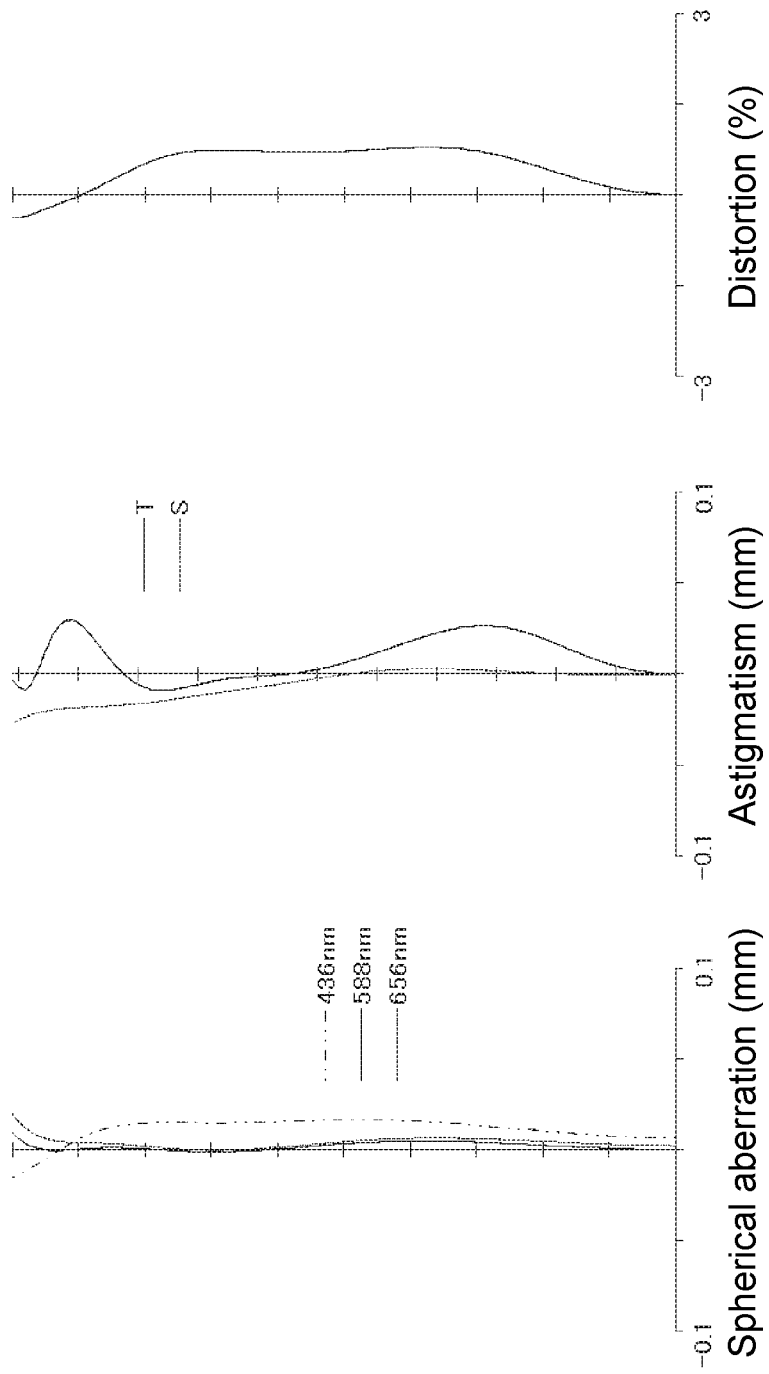 436nm
588nm
656nm
-0.1 0.1
Spherical aberration (mm)
T
S
-0.1 0.1
Astigmatism (mm)
-3 3
Distortion (%)